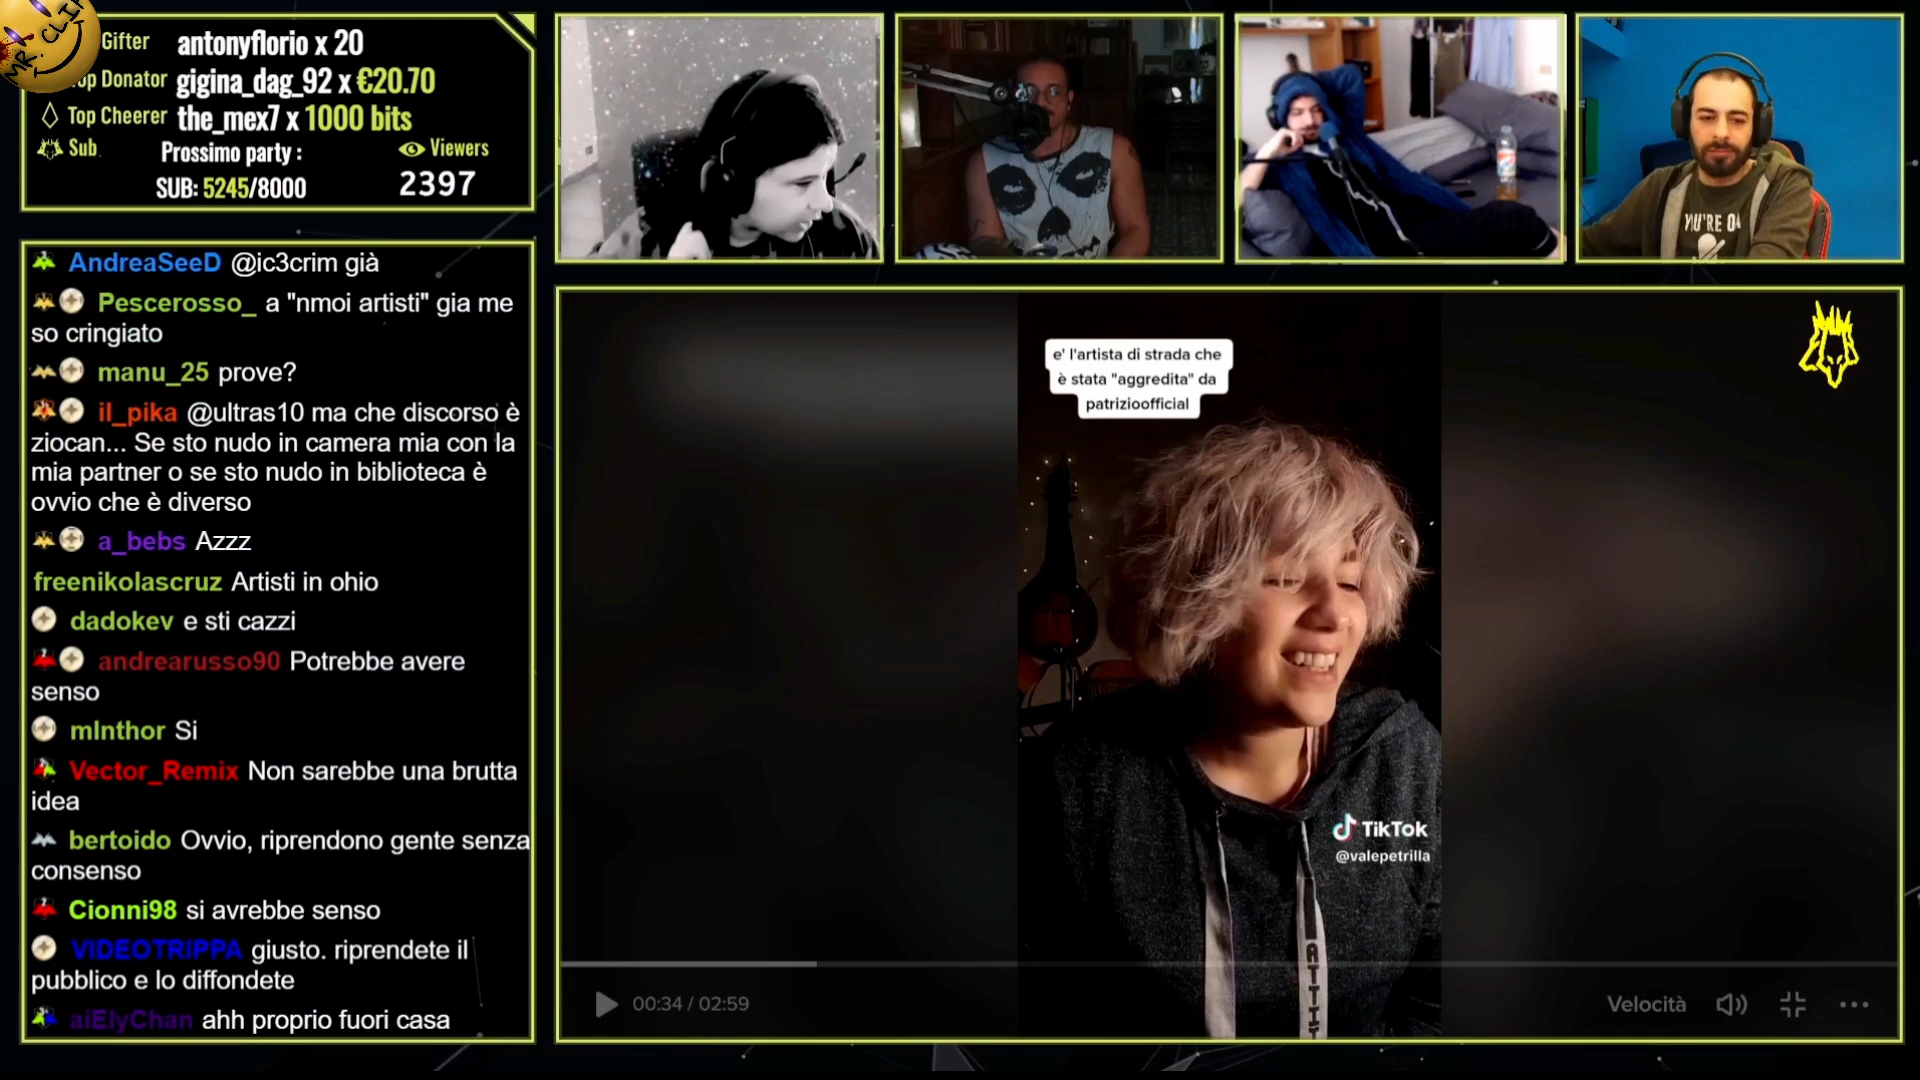 MR. CLIP
Gifter antonyflorio x 20
Donator gigina_dag_92 x €20.70
Top Cheerer the_mex7 x 1000 bits
Sub
Prossimo party :
Viewers
SUB: 5245/8000
2397
AndreaSeeD @ic3crim già
Pescerosso_ a "nmoi artisti" gia me
so cringiato
manu_25 prove?
il_pika @ultras10 ma che discorso è
ziocan... Se sto nudo in camera mia con la
mia partner o se sto nudo in biblioteca è
ovvio che è diverso
a_bebs Azzz
freenikolascruz Artisti in ohio
dadokev e sti cazzi
andrearusso90 Potrebbe avere
senso
mlnthor Si
Vector_Remix Non sarebbe una brutta
idea
bertoido Ovvio, riprendono gente senza
consenso
Cionni98 si avrebbe senso
VIDEOTRIPPA giusto. riprendete il
pubblico e lo diffondete
aiElyChan ahh proprio fuori casa
YOU'RE
e' l'artista di strada che
è stata "aggredita" da
patrizioofficial
TikTok
@valepetrilla
00:34 / 02:59
Velocità